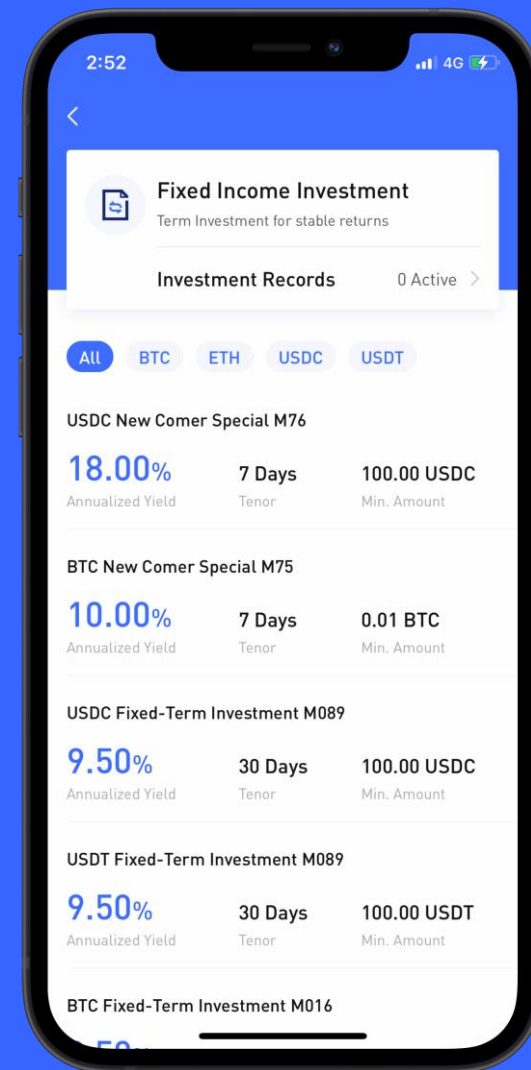 2:52
4G
Fixed Income Investment
Term Investment for stable returns
Investment Records 0 Active
All BTC ETH USDC USDT
USDC New Comer Special M76
18.00% 7 Days 100.00 USDC
Annualized Yield Tenor Min. Amount
BTC New Comer Special M75
10.00% 7 Days 0.01 BTC
Annualized Yield Tenor Min. Amount
USDC Fixed-Term Investment M089
9.50% 30 Days 100.00 USDC
Annualized Yield Tenor Min. Amount
USDT Fixed-Term Investment M089
9.50% 30 Days 100.00 USDT
Annualized Yield Tenor Min. Amount
BTC Fixed-Term Investment M016